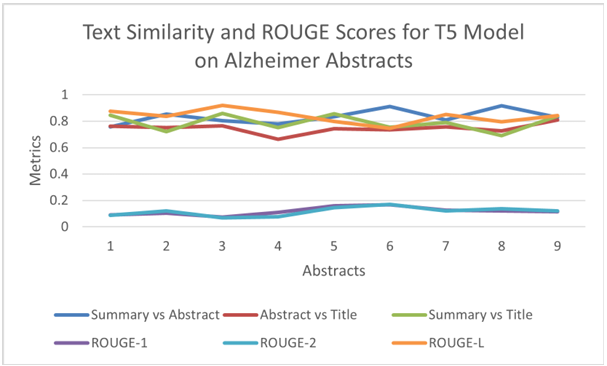 Text Similarity and ROUGE Scores for T5 Model
on Alzheimer Abstracts
1
0.8
0.6
0.4
0.2
0
Metrics
1 2 3 4 5 6 7 8 9
Abstracts
Summary vs Abstract Abstract vs Title Summary vs Title
ROUGE-1 ROUGE-2 ROUGE-L